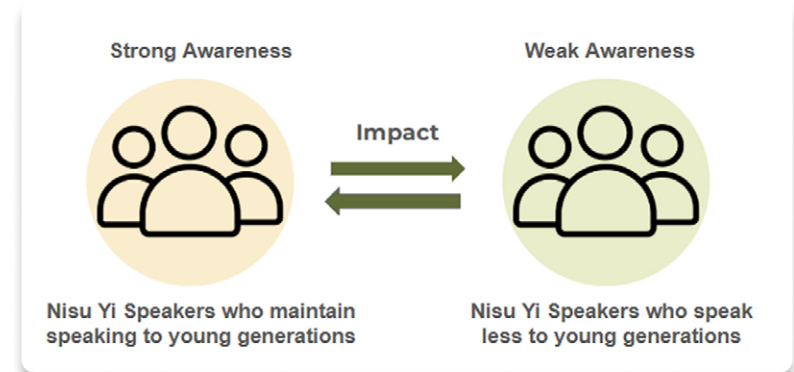 Strong Awareness
Weak Awareness
Impact
Nisu Yi Speakers who maintain
speaking to young generations
Nisu Yi Speakers who speak
less to young generations